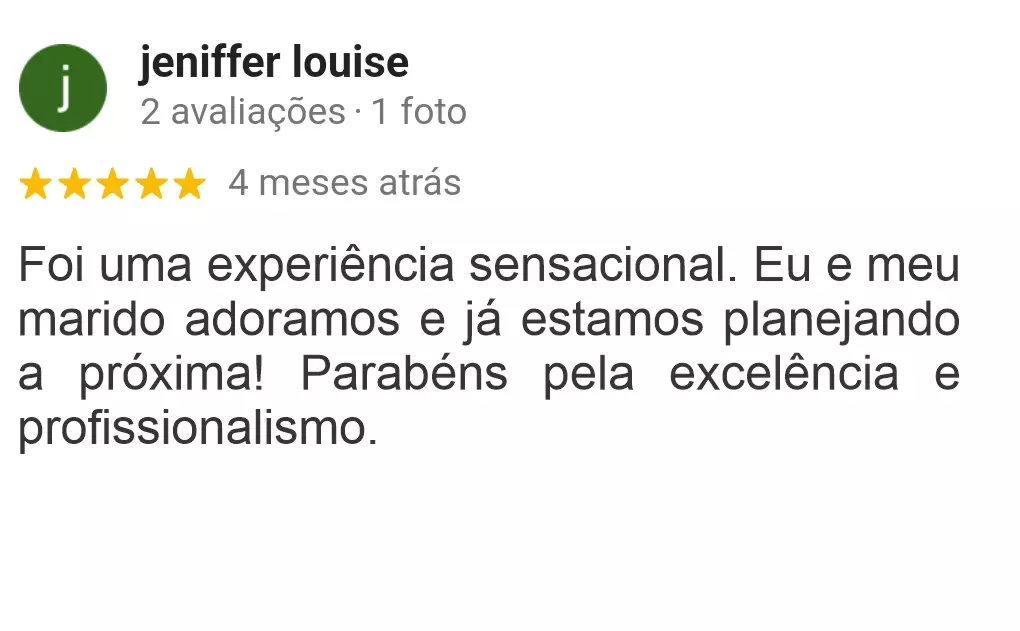 j
jeniffer louise
2 avaliações · 1 foto
4 meses atrás
Foi uma experiência sensacional. Eu e meu
marido adoramos e já estamos planejando
a próxima! Parabéns pela excelência e
profissionalismo.